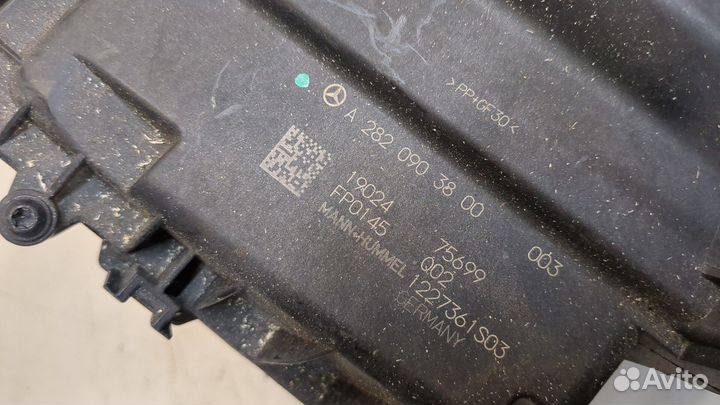 >PP+GF30<
A 282 090 38 00 003
19024 75699
FP0145 Q02
MANN+HUMMEL 1227361S03
GERMANY
Avito